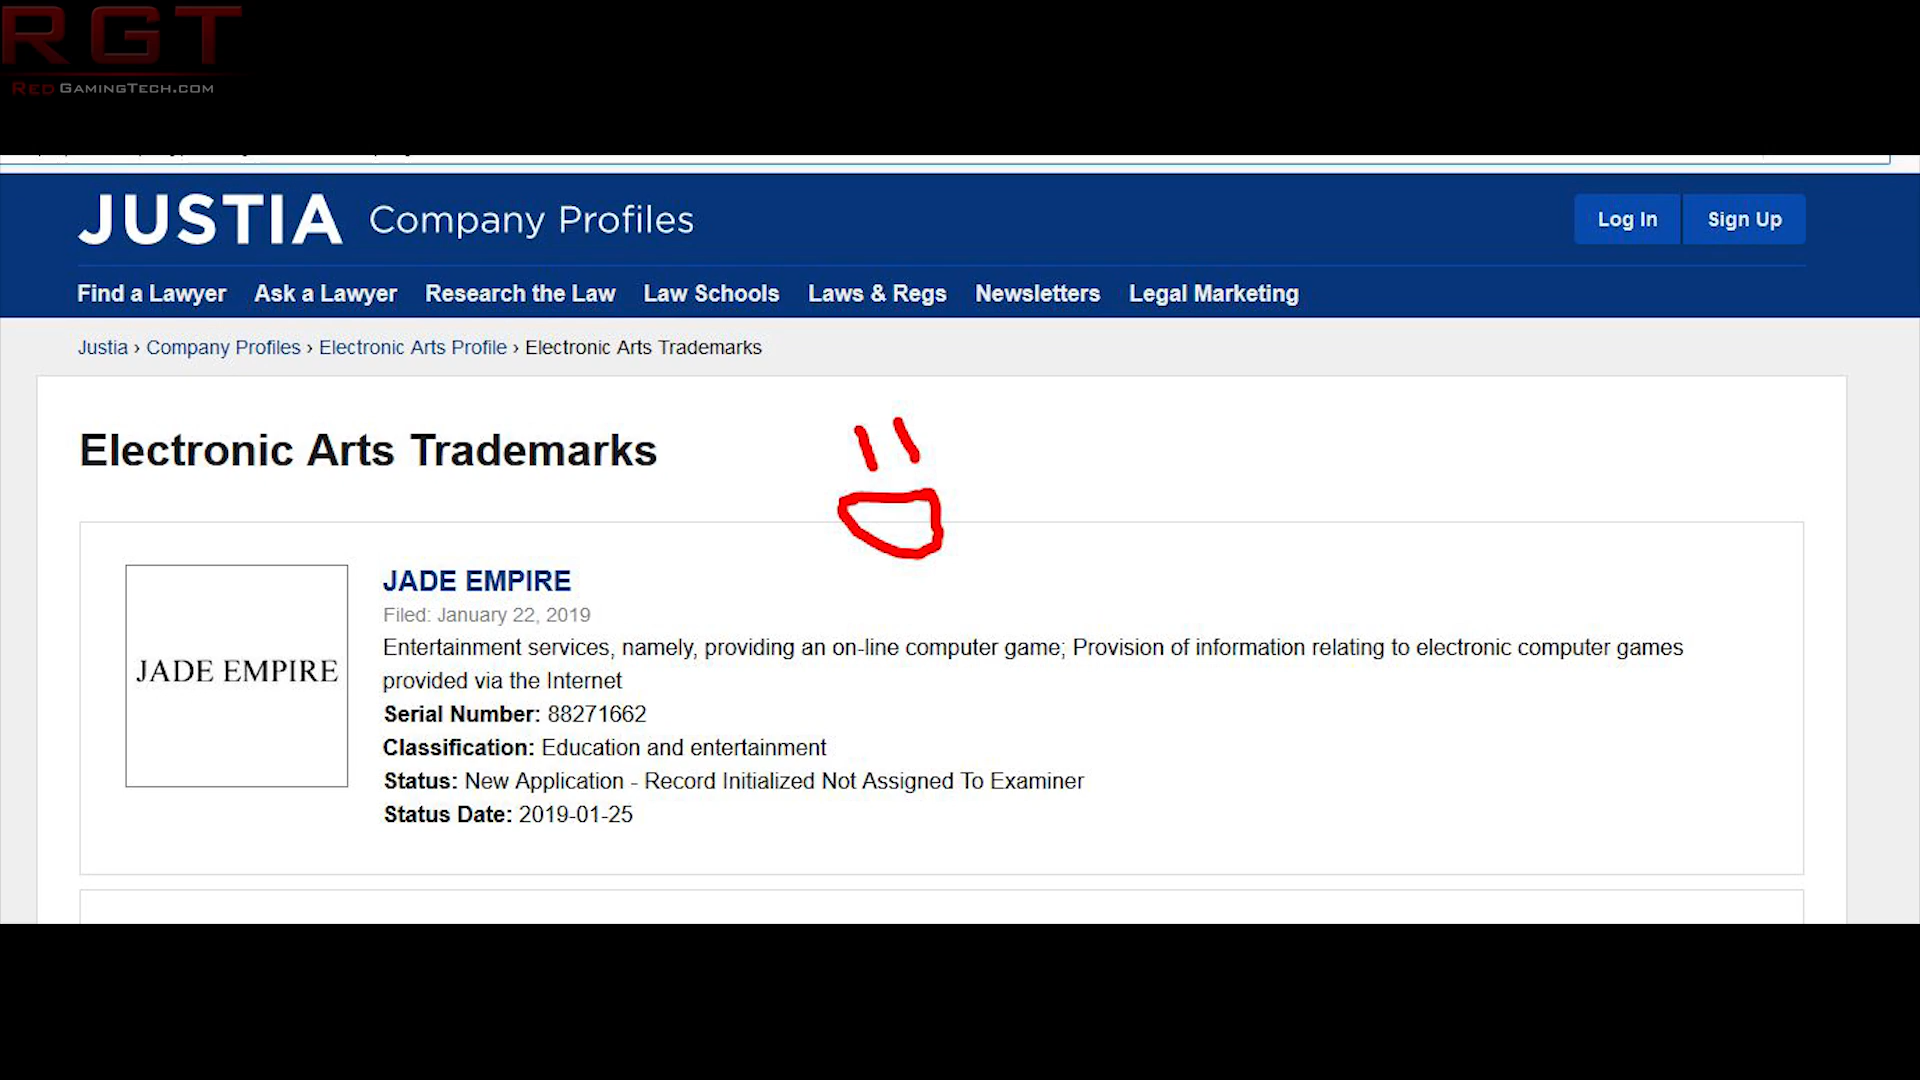 RGT
RED GAMINGTECH.COM
JUSTIA Company Profiles
Log In Sign Up
Find a Lawyer Ask a Lawyer Research the Law Law Schools Laws & Regs Newsletters Legal Marketing
Justia › Company Profiles › Electronic Arts Profile › Electronic Arts Trademarks
Electronic Arts Trademarks
JADE EMPIRE
JADE EMPIRE
Filed: January 22, 2019
Entertainment services, namely, providing an on-line computer game; Provision of information relating to electronic computer games
provided via the Internet
Serial Number: 88271662
Classification: Education and entertainment
Status: New Application - Record Initialized Not Assigned To Examiner
Status Date: 2019-01-25